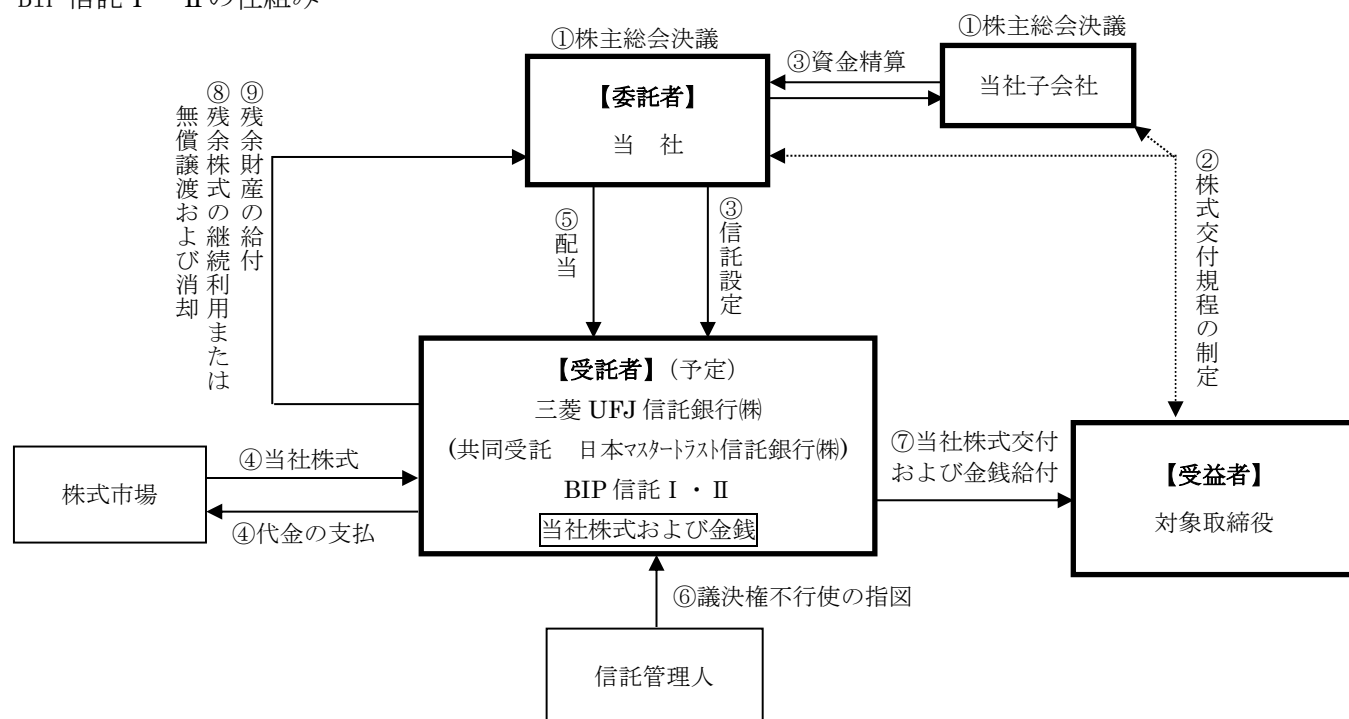 BIP 信託Ⅰ・Ⅱの仕組み
①株主総会決議
①株主総会決議
【委託者】
当 社
③資金精算
当社子会社
⑨残余財産の給付
⑧残余株式の継続利用または
無償譲渡および消却
⑤配当
③信託設定
②株式交付規程の制定
【受託者】（予定）
三菱 UFJ 信託銀行㈱
(共同受託 日本マスタートラスト信託銀行㈱)
BIP 信託Ⅰ・Ⅱ
当社株式および金銭
株式市場
④当社株式
④代金の支払
⑦当社株式交付
および金銭給付
【受益者】
対象取締役
⑥議決権不行使の指図
信託管理人